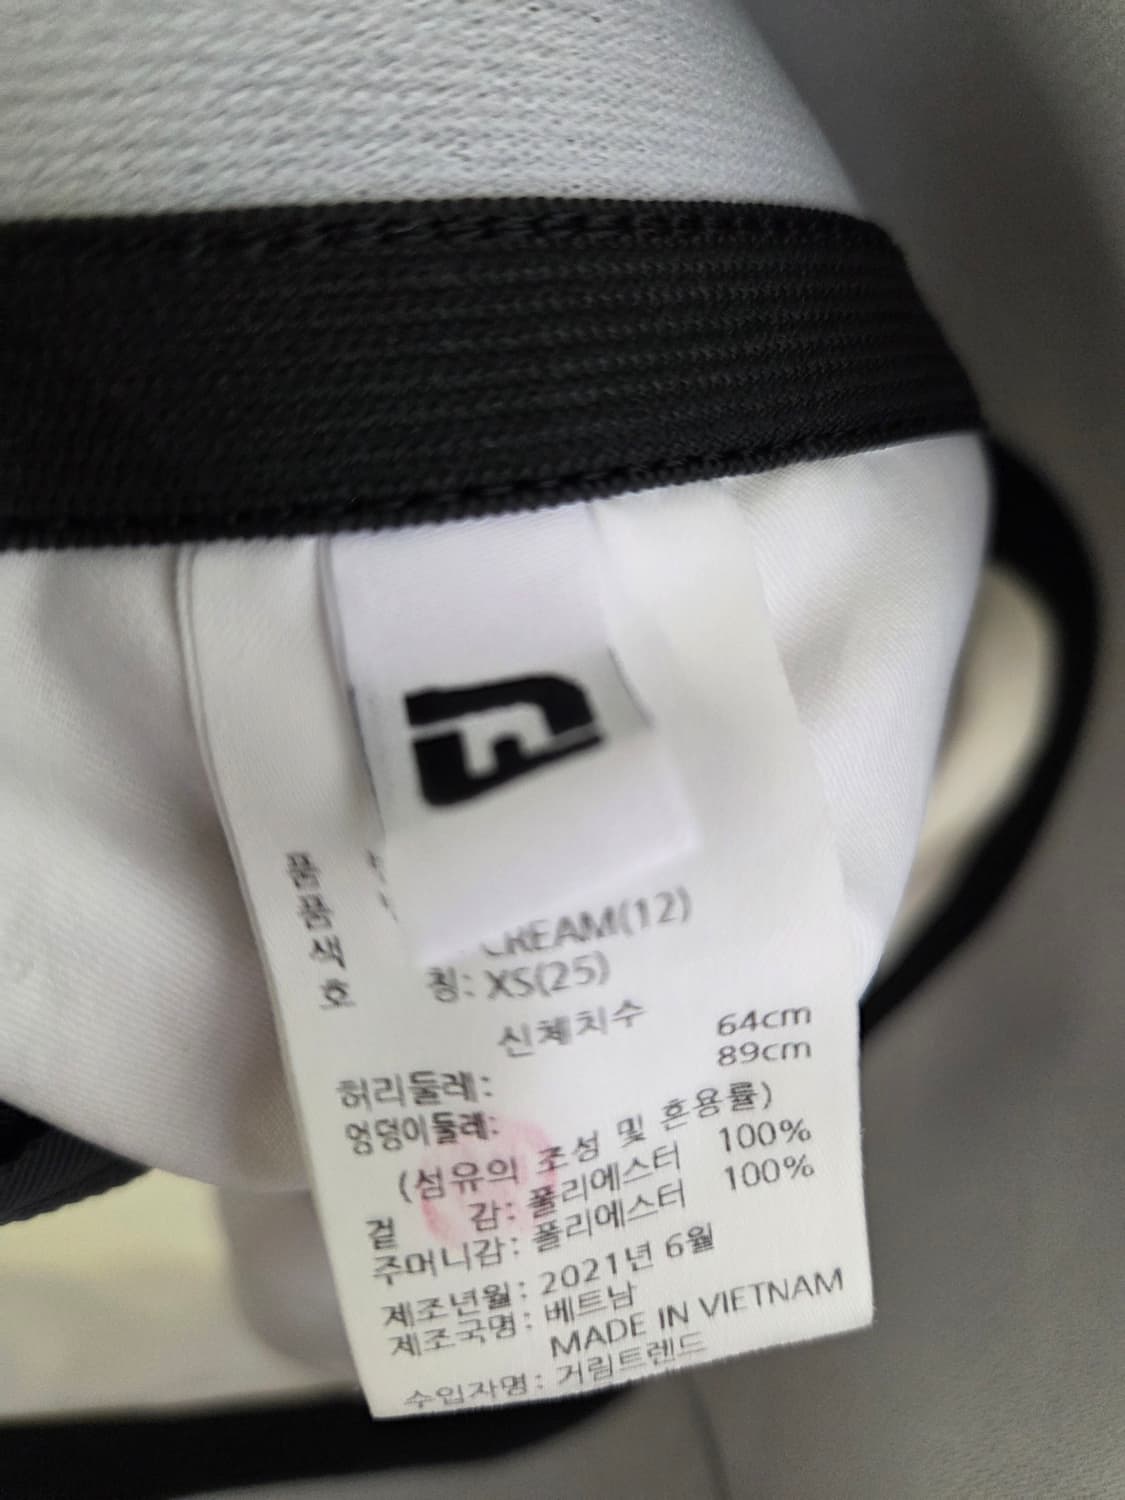 FJ
품
품
색 CREAM(12)
호 칭: XS(25)
신체치수
허리둘레: 64cm
엉덩이둘레: 89cm
(섬유의 조성 및 혼용률)
겉 감: 폴리에스터 100%
주머니감: 폴리에스터 100%
제조년월: 2021년 6월
제조국명: 베트남
MADE IN VIETNAM
수입자명: 거림트렌드